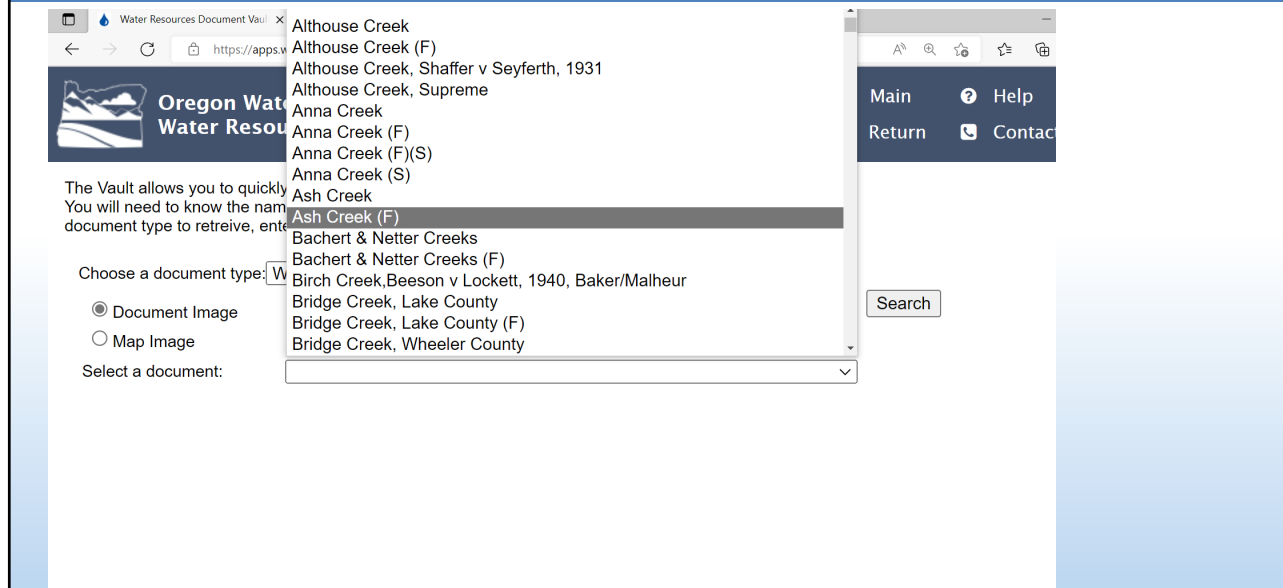 Water Resources Document Vaul
https://apps.w
Oregon Wat
Water Resou
Main
Help
Return
Contac
The Vault allows you to quickly
You will need to know the nam
document type to retreive, ente
Choose a document type: W
Document Image
Map Image
Select a document:
Althouse Creek
Althouse Creek (F)
Althouse Creek, Shaffer v Seyferth, 1931
Althouse Creek, Supreme
Anna Creek
Anna Creek (F)
Anna Creek (F)(S)
Anna Creek (S)
Ash Creek
Ash Creek (F)
Bachert & Netter Creeks
Bachert & Netter Creeks (F)
Birch Creek,Beeson v Lockett, 1940, Baker/Malheur
Bridge Creek, Lake County
Bridge Creek, Lake County (F)
Bridge Creek, Wheeler County
Search